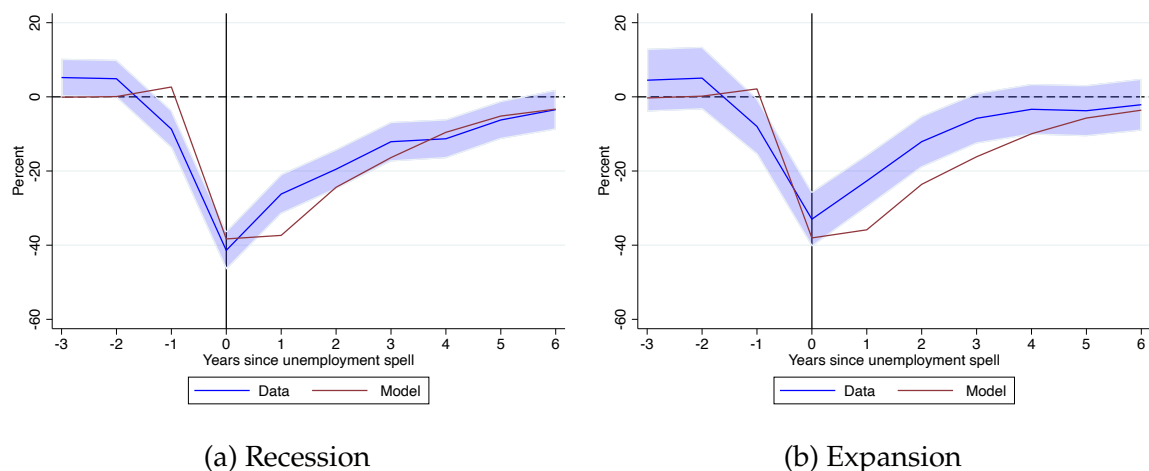 20
0
-20
-40
-60
Percent
-3 -2 -1 0 1 2 3 4 5 6
Years since unemployment spell
Data Model
(a) Recession
20
0
-20
-40
-60
Percent
-3 -2 -1 0 1 2 3 4 5 6
Years since unemployment spell
Data Model
(b) Expansion